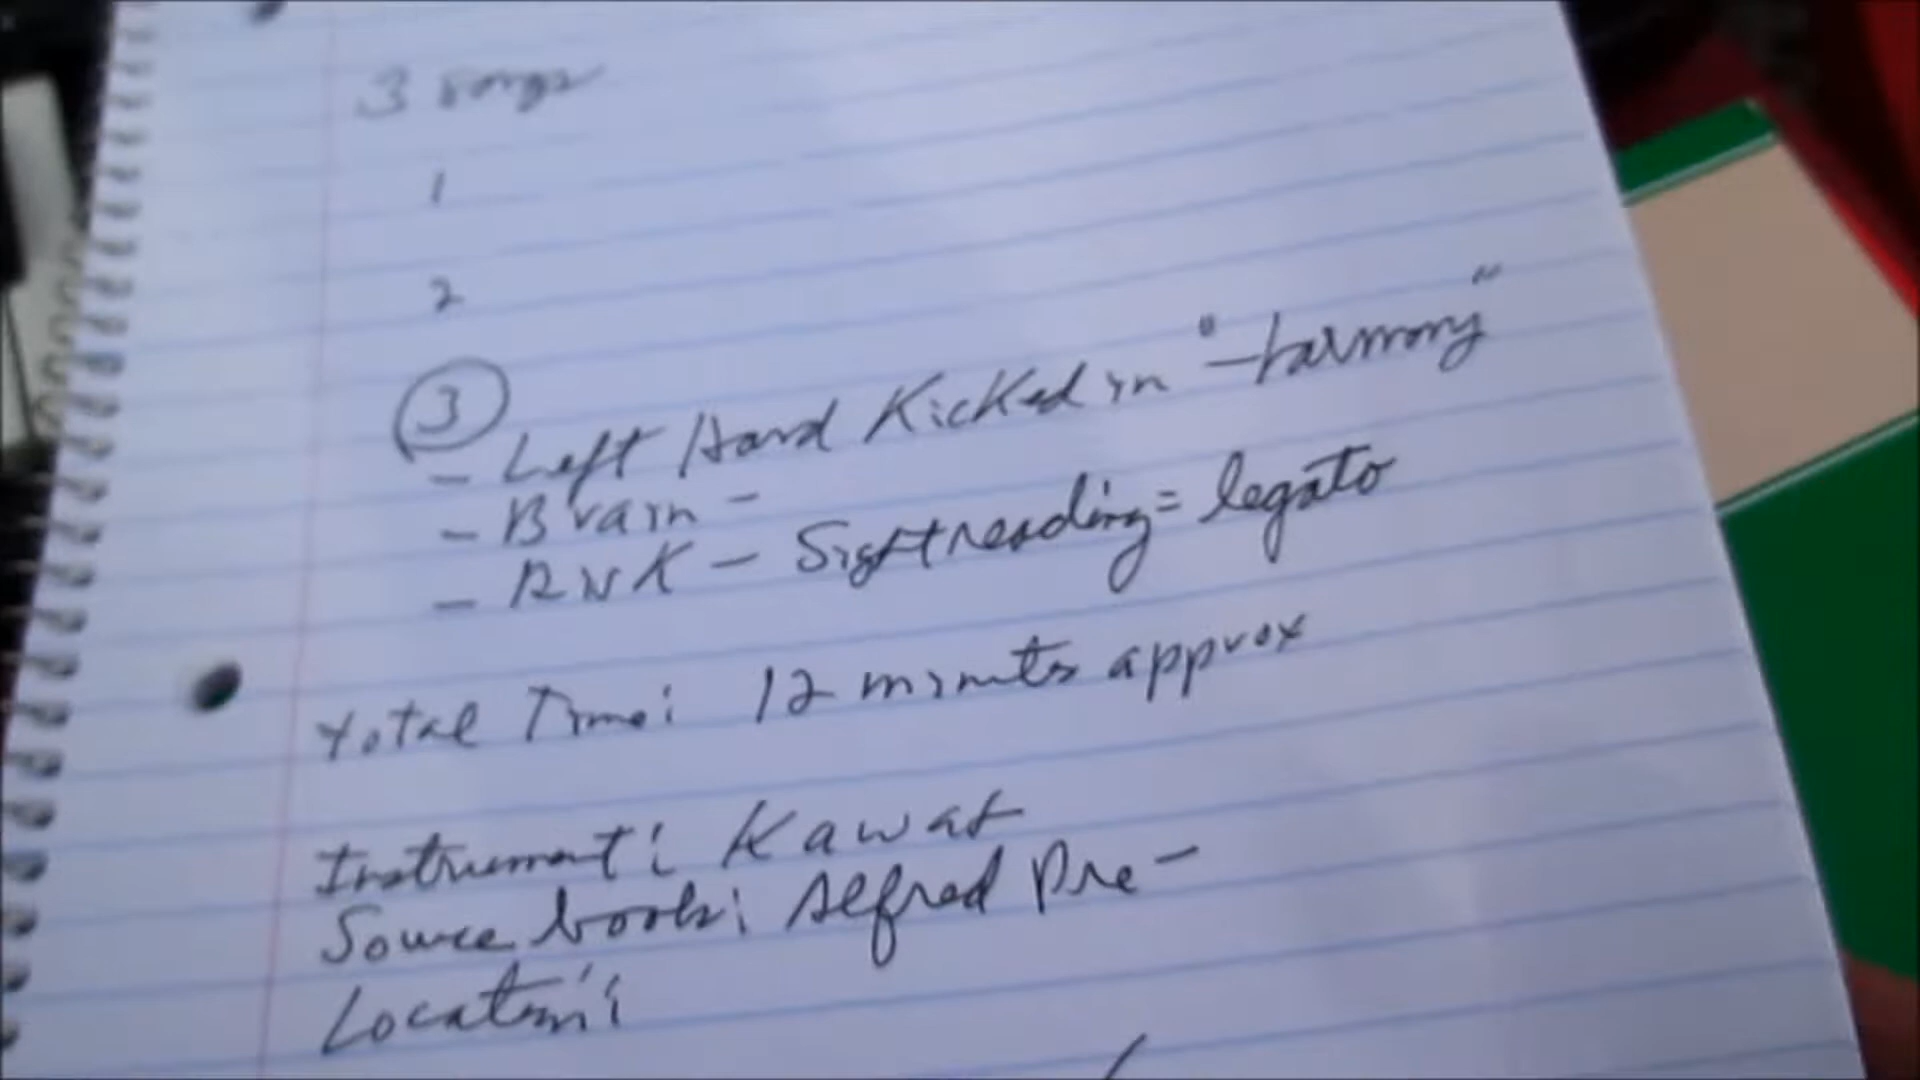 3 songs
1
2
3
- Left Hand Kicked in "harmony"
- Brain -
- RNK - Sightreading = legato
Total Time: 12 minutes approx
Instrument: Kawai
Source book: Alfred Pre-
Location: